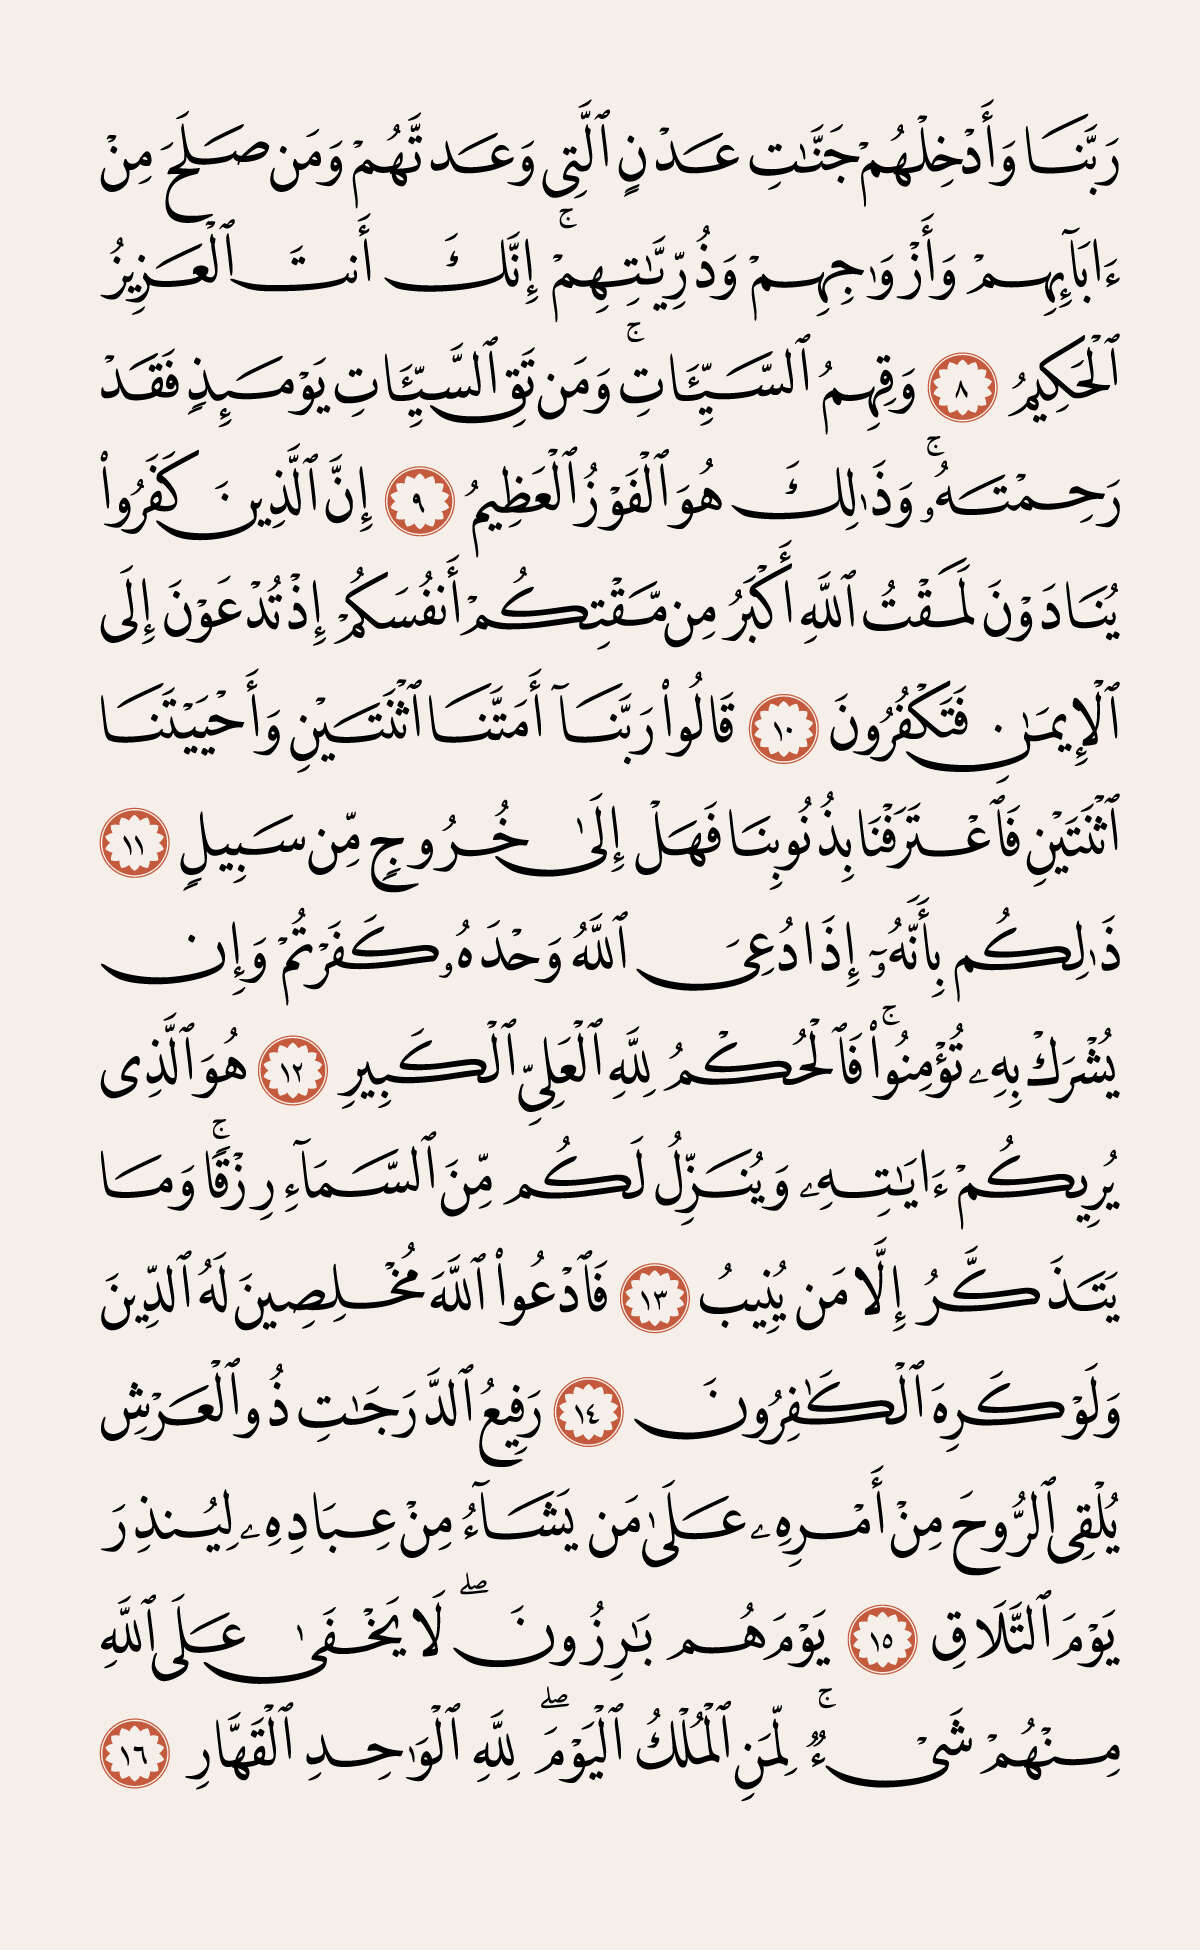 رَبَّنَا وَأَدْخِلْهُمْ جَنَّـٰتِ عَدْنٍ ٱلَّتِى وَعَدتَّهُمْ وَمَن صَلَحَ مِنْ
ءَابَآئِهِمْ وَأَزْوَٰجِهِمْ وَذُرِّيَّـٰتِهِمْ ۚ إِنَّكَ أَنتَ ٱلْعَزِيزُ
ٱلْحَكِيمُ ٨ وَقِهِمُ ٱلسَّيِّـَٔاتِ ۚ وَمَن تَقِ ٱلسَّيِّـَٔاتِ يَوْمَئِذٍ فَقَدْ
رَحِمْتَهُۥ ۚ وَذَٰلِكَ هُوَ ٱلْفَوْزُ ٱلْعَظِيمُ ٩ إِنَّ ٱلَّذِينَ كَفَرُوا۟
يُنَادَوْنَ لَمَقْتُ ٱللَّهِ أَكْبَرُ مِن مَّقْتِكُمْ أَنفُسَكُمْ إِذْ تُدْعَوْنَ إِلَى
ٱلْإِيمَـٰنِ فَتَكْفُرُونَ ١٠ قَالُوا۟ رَبَّنَآ أَمَتَّنَا ٱثْنَتَيْنِ وَأَحْيَيْتَنَا
ٱثْنَتَيْنِ فَٱعْتَرَفْنَا بِذُنُوبِنَا فَهَلْ إِلَىٰ خُرُوجٍ مِّن سَبِيلٍ ١١
ذَٰلِكُم بِأَنَّهُۥٓ إِذَا دُعِىَ ٱللَّهُ وَحْدَهُۥ كَفَرْتُمْ وَإِن
يُشْرَكْ بِهِۦ تُؤْمِنُوا۟ ۚ فَٱلْحُكْمُ لِلَّهِ ٱلْعَلِىِّ ٱلْكَبِيرِ ١٢ هُوَ ٱلَّذِى
يُرِيكُمْ ءَايَـٰتِهِۦ وَيُنَزِّلُ لَكُم مِّنَ ٱلسَّمَآءِ رِزْقًا ۚ وَمَا
يَتَذَكَّرُ إِلَّا مَن يُنِيبُ ١٣ فَٱدْعُوا۟ ٱللَّهَ مُخْلِصِينَ لَهُ ٱلدِّينَ
وَلَوْ كَرِهَ ٱلْكَـٰفِرُونَ ١٤ رَفِيعُ ٱلدَّرَجَـٰتِ ذُو ٱلْعَرْشِ
يُلْقِى ٱلرُّوحَ مِنْ أَمْرِهِۦ عَلَىٰ مَن يَشَآءُ مِنْ عِبَادِهِۦ لِيُنذِرَ
يَوْمَ ٱلتَّلَاقِ ١٥ يَوْمَ هُم بَـٰرِزُونَ ۖ لَا يَخْفَىٰ عَلَى ٱللَّهِ
مِنْهُمْ شَىْءٌ ۚ لِّمَنِ ٱلْمُلْكُ ٱلْيَوْمَ ۖ لِلَّهِ ٱلْوَٰحِدِ ٱلْقَهَّارِ ١٦